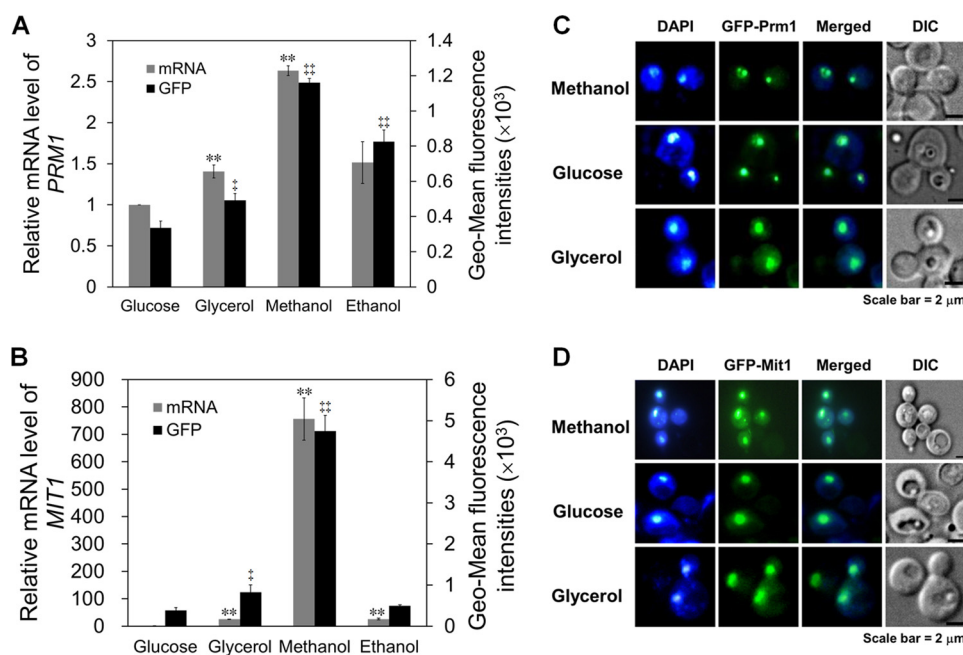 A
Relative mRNA level of
PRM1
3
2.5
2
1.5
1
0.5
0
mRNA
GFP
**
‡
**
‡‡
‡‡
1.4
1.2
1
0.8
0.6
0.4
0.2
0
Geo-Mean fluorescence
intensities (×10³)
Glucose Glycerol Methanol Ethanol
B
Relative mRNA level of
MIT1
900
800
700
600
500
400
300
200
100
0
mRNA
GFP
**
‡
**
‡‡
**
6
5
4
3
2
1
0
Geo-Mean fluorescence
intensities (×10³)
Glucose Glycerol Methanol Ethanol
C
DAPI GFP-Prm1 Merged DIC
Methanol
Glucose
Glycerol
Scale bar = 2 μm
D
DAPI GFP-Mit1 Merged DIC
Methanol
Glucose
Glycerol
Scale bar = 2 μm